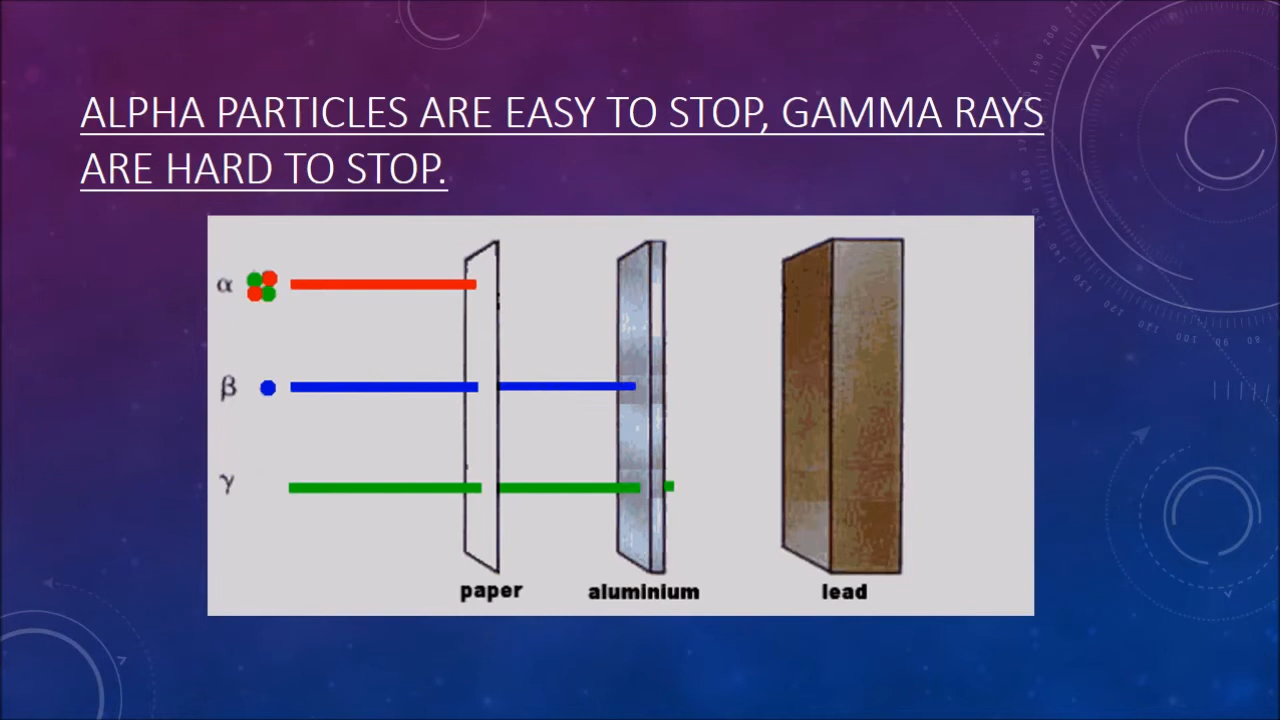 ALPHA PARTICLES ARE EASY TO STOP, GAMMA RAYS
ARE HARD TO STOP.
α
β
γ
paper
aluminium
lead